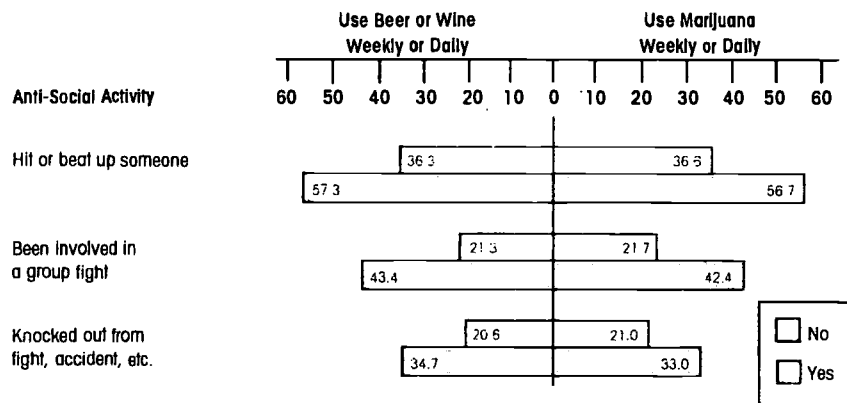 Use Beer or Wine Use Marijuana
Weekly or Daily Weekly or Daily
Anti-Social Activity 60 50 40 30 20 10 0 10 20 30 40 50 60
Hit or beat up someone 36.3 36.6
57.3 56.7
Been involved in 21.3 21.7
a group fight 43.4 42.4
Knocked out from 20.6 21.0
fight, accident, etc. 34.7 33.0
No
Yes